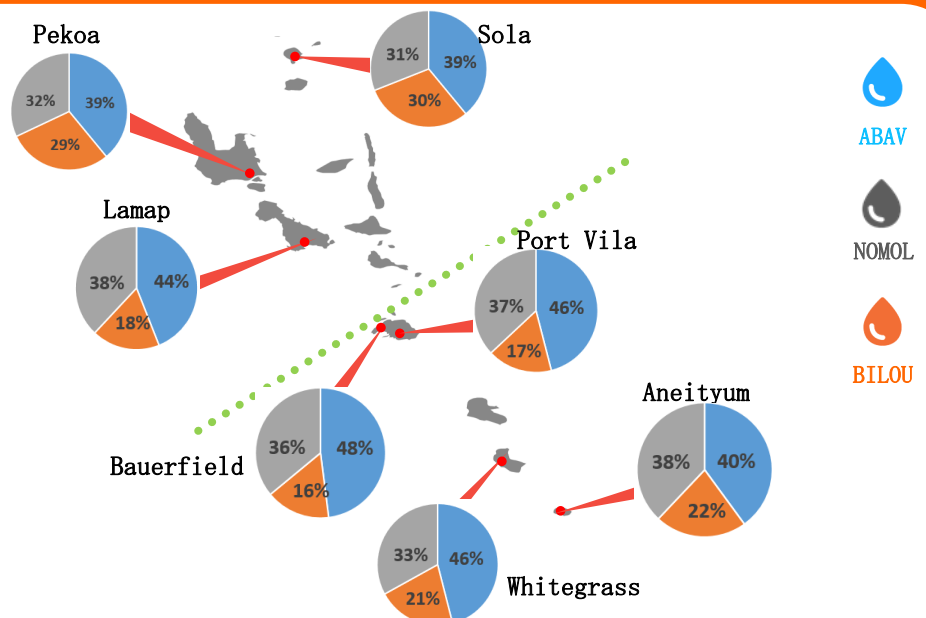 Pekoa
39%
29%
32%
Sola
39%
30%
31%
ABAV
NOMOL
BILOU
Lamap
44%
18%
38%
Port Vila
46%
17%
37%
Bauerfield
48%
16%
36%
Aneityum
40%
22%
38%
Whitegrass
46%
21%
33%